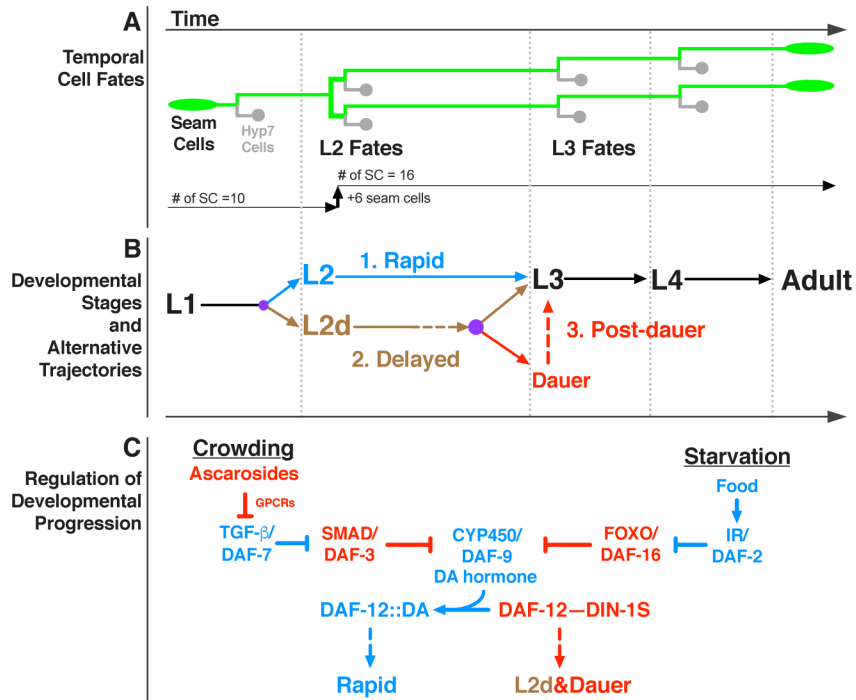 A
Time
Temporal
Cell Fates
Seam
Cells
Hyp7
Cells
L2 Fates
L3 Fates
# of SC =10
# of SC = 16
+6 seam cells
B
Developmental
Stages
and
Alternative
Trajectories
L1
L2
1. Rapid
L3
L4
Adult
L2d
2. Delayed
3. Post-dauer
Dauer
C
Regulation of
Developmental
Progression
Crowding
Ascarosides
GPCRs
Starvation
Food
TGF-β/
DAF-7
SMAD/
DAF-3
CYP450/
DAF-9
DA hormone
FOXO/
DAF-16
IR/
DAF-2
DAF-12::DA
DAF-12—DIN-1S
Rapid
L2d&Dauer